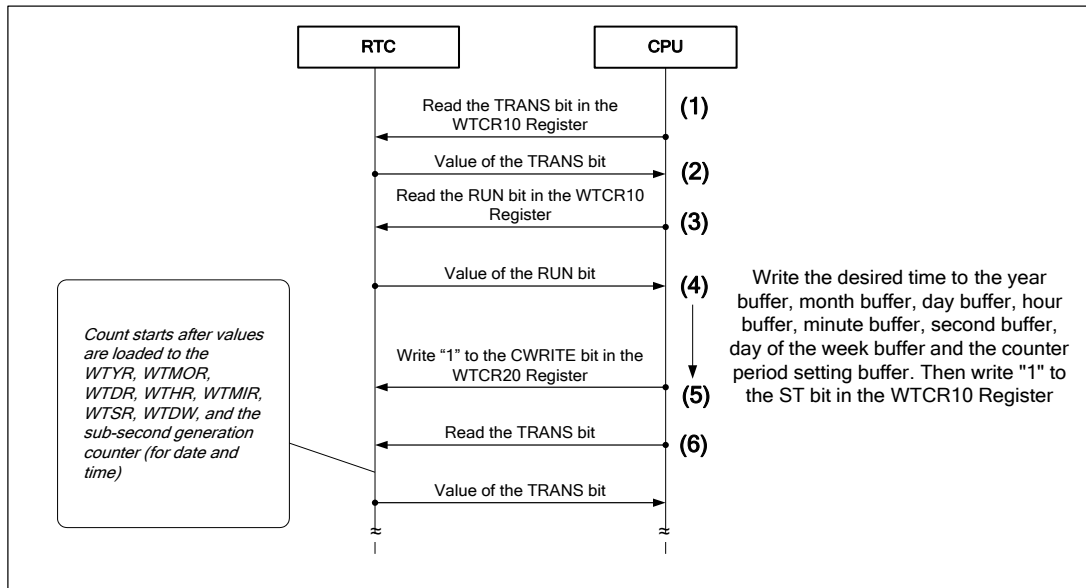 RTC
CPU
Read the TRANS bit in the
WTCR10 Register
(1)
Value of the TRANS bit
(2)
Read the RUN bit in the WTCR10
Register
(3)
Value of the RUN bit
(4)
Write the desired time to the year
buffer, month buffer, day buffer, hour
buffer, minute buffer, second buffer,
day of the week buffer and the counter
period setting buffer. Then write "1" to
the ST bit in the WTCR10 Register
Count starts after values
are loaded to the
WTYR, WTMOR,
WTDR, WTHR, WTMIR,
WTSR, WTDW, and the
sub-second generation
counter (for date and
time)
Write “1” to the CWRITE bit in the
WTCR20 Register
(5)
Read the TRANS bit
(6)
Value of the TRANS bit